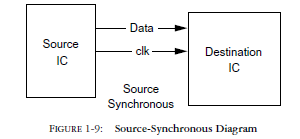 Source
IC
Data
clk
Destination
IC
Source
Synchronous
FIGURE 1-9: Source-Synchronous Diagram